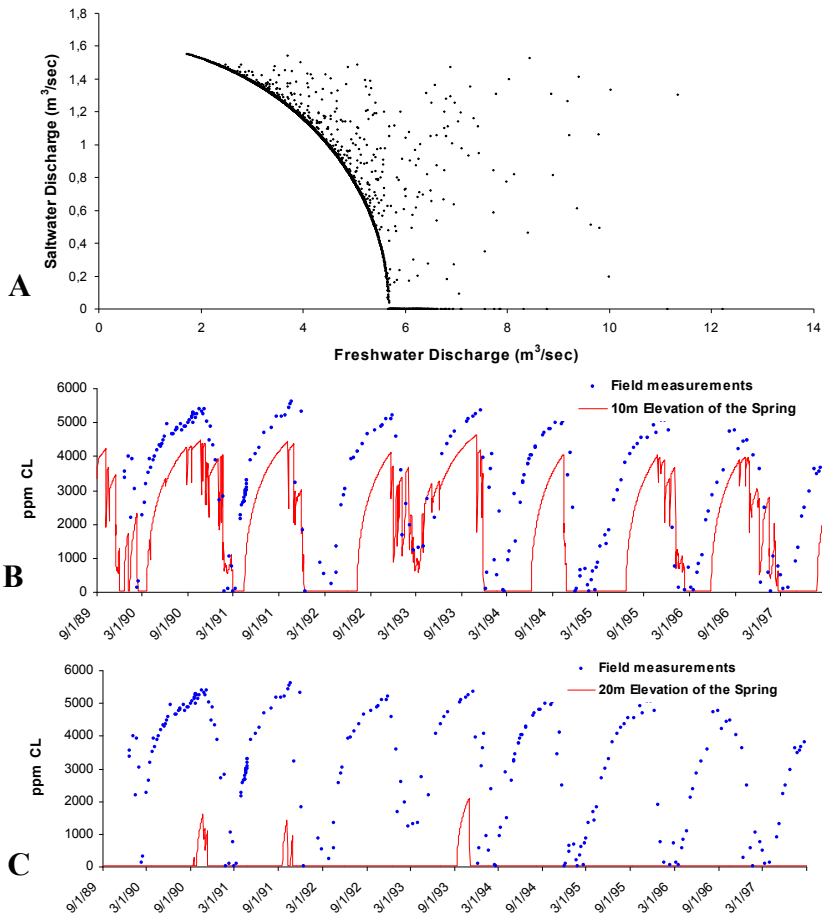 A
Saltwater Discharge (m³/sec)
1,8
1,6
1,4
1,2
1
0,8
0,6
0,4
0,2
0
0 2 4 6 8 10 12 14
Freshwater Discharge (m³/sec)
B
ppm CL
6000
5000
4000
3000
2000
1000
0
Field measurements
10m Elevation of the Spring
9/1/89 3/1/90 9/1/90 3/1/91 9/1/91 3/1/92 9/1/92 3/1/93 9/1/93 3/1/94 9/1/94 3/1/95 9/1/95 3/1/96 9/1/96 3/1/97
C
ppm CL
6000
5000
4000
3000
2000
1000
0
Field measurements
20m Elevation of the Spring
9/1/89 3/1/90 9/1/90 3/1/91 9/1/91 3/1/92 9/1/92 3/1/93 9/1/93 3/1/94 9/1/94 3/1/95 9/1/95 3/1/96 9/1/96 3/1/97